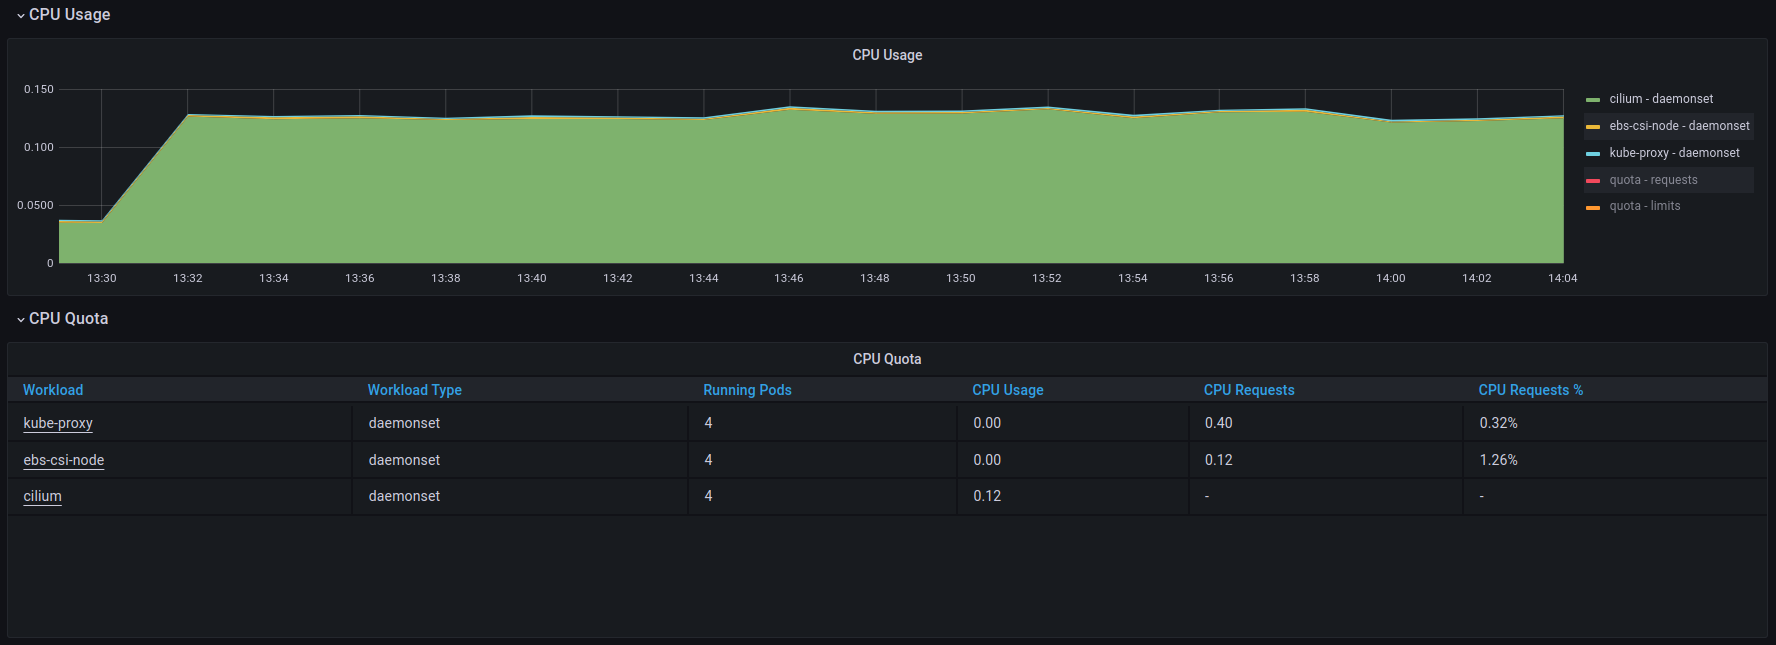 CPU Usage
CPU Usage
0.150
0.100
0.0500
0
13:30 13:32 13:34 13:36 13:38 13:40 13:42 13:44 13:46 13:48 13:50 13:52 13:54 13:56 13:58 14:00 14:02 14:04
cilium - daemonset
ebs-csi-node - daemonset
kube-proxy - daemonset
quota - requests
quota - limits
CPU Quota
CPU Quota
Workload Workload Type Running Pods CPU Usage CPU Requests CPU Requests %
kube-proxy daemonset 4 0.00 0.40 0.32%
ebs-csi-node daemonset 4 0.00 0.12 1.26%
cilium daemonset 4 0.12 - -